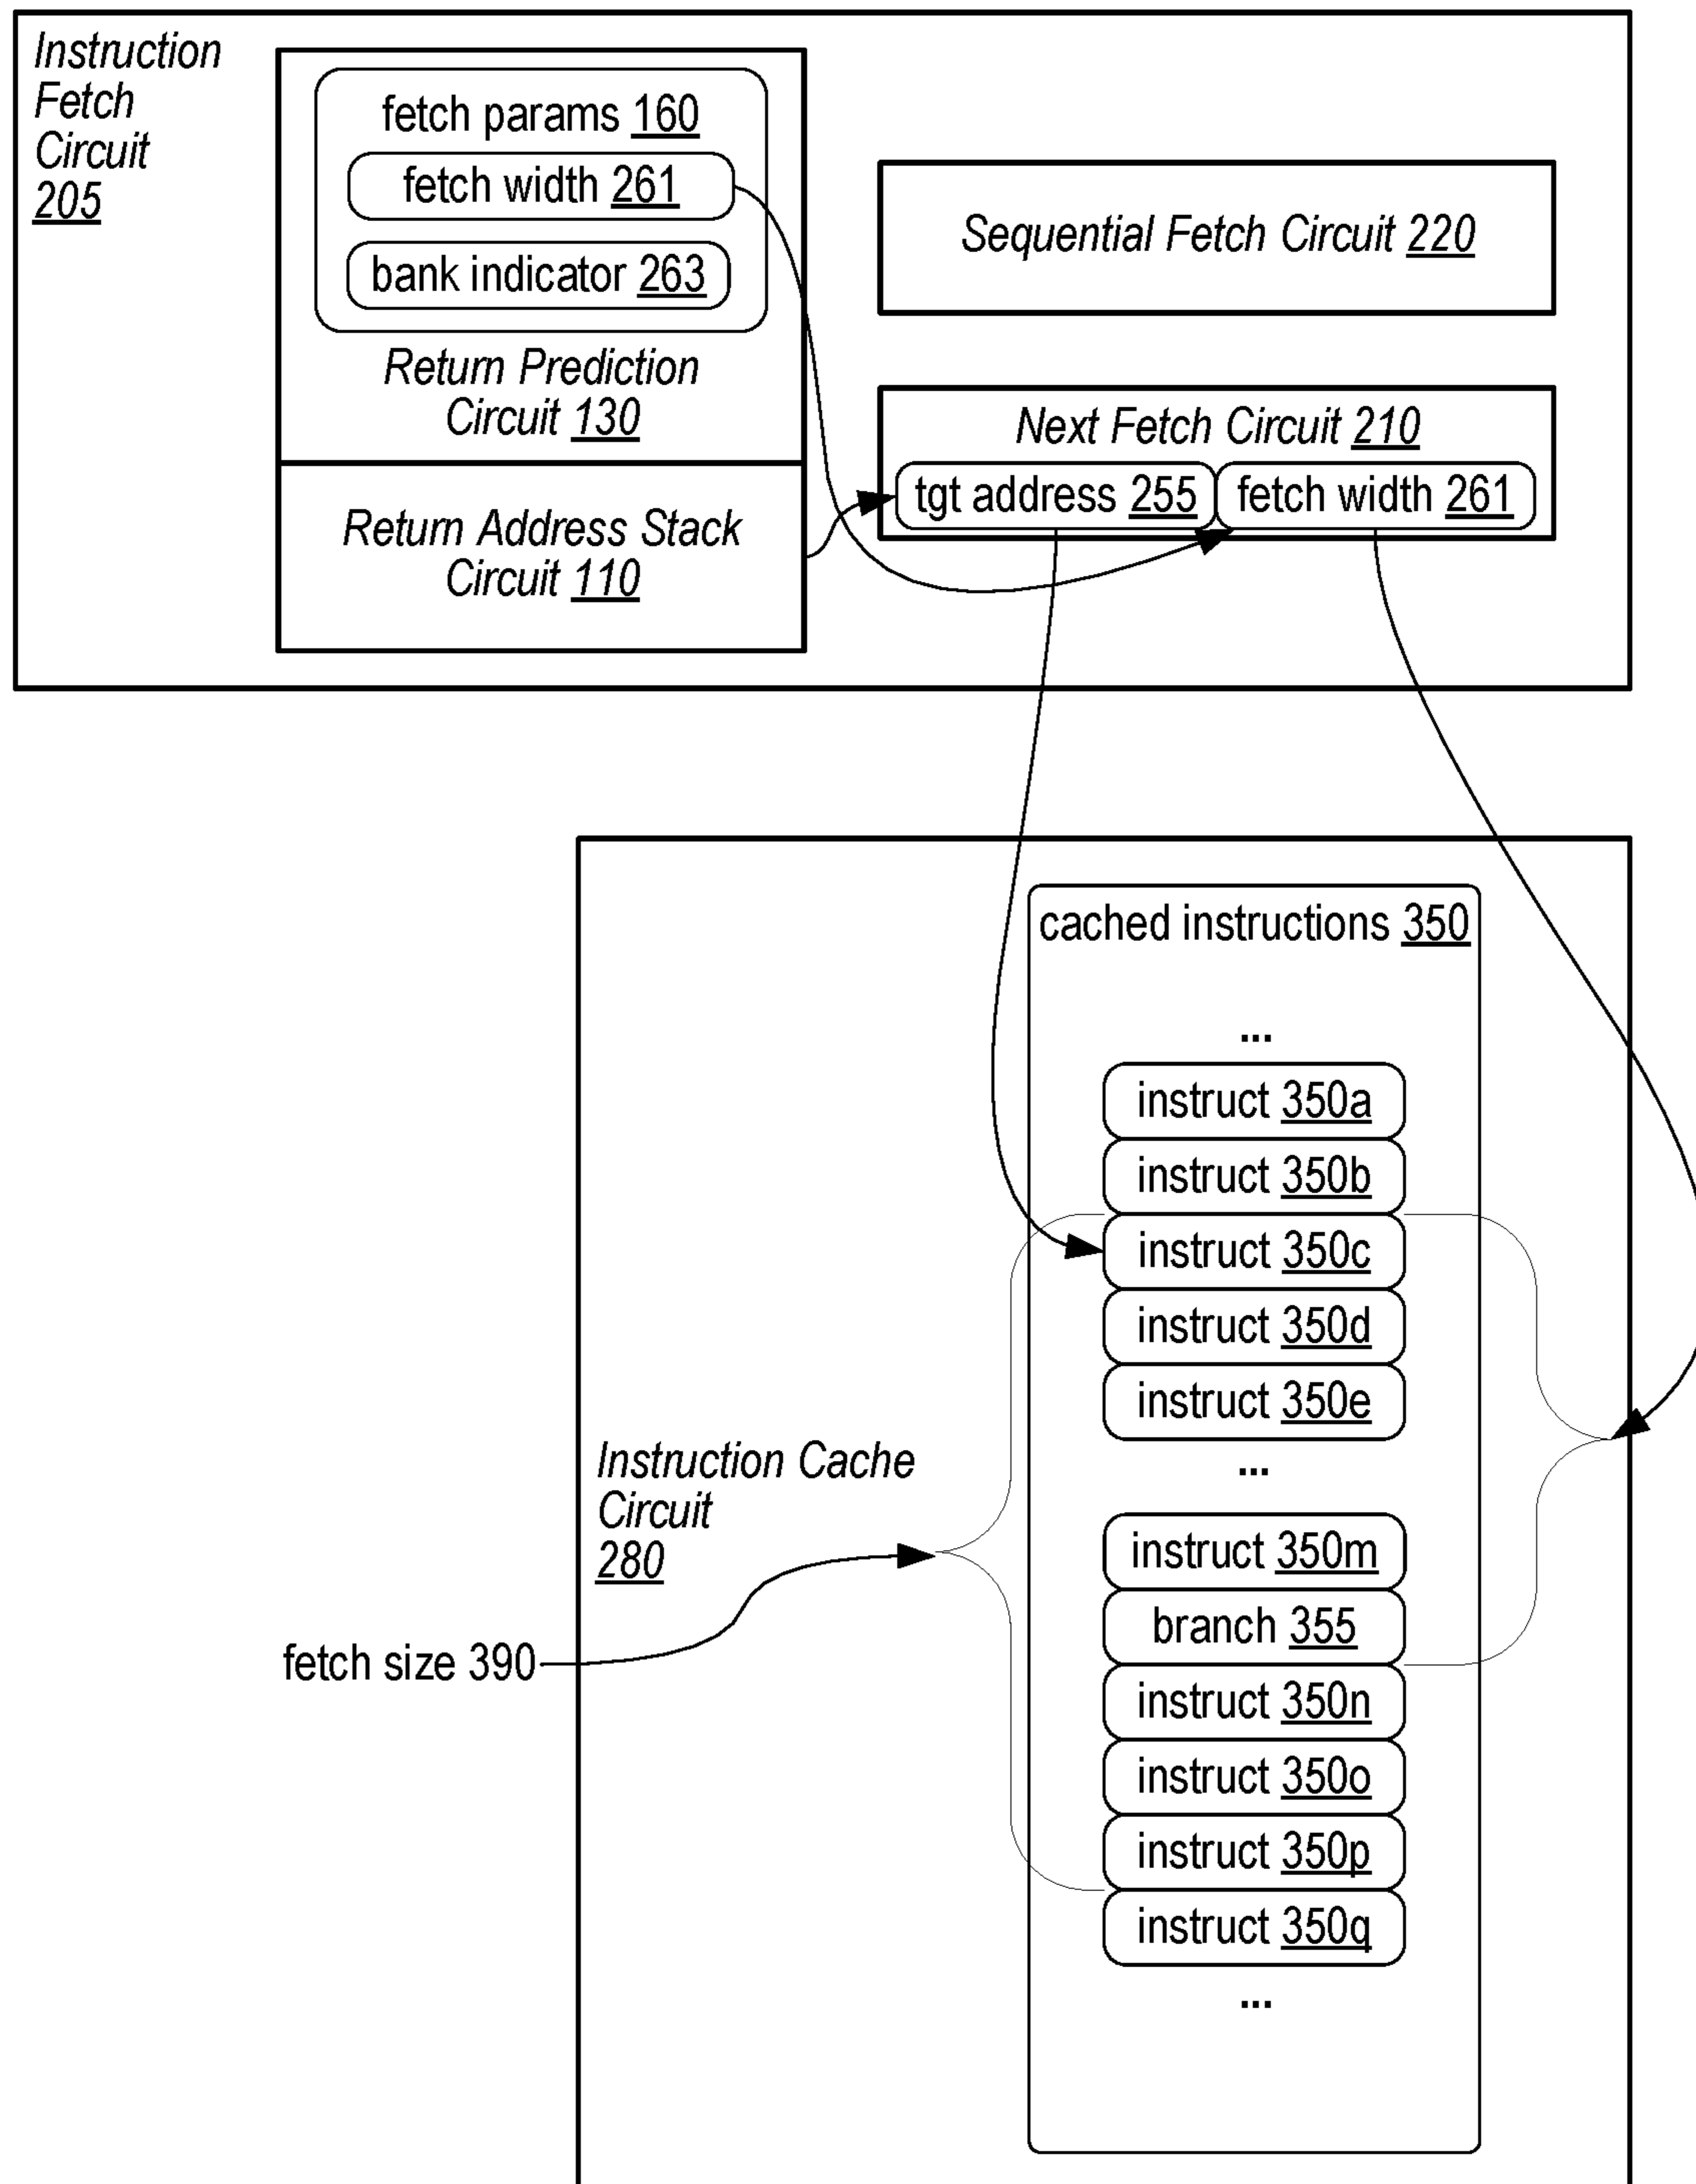 Instruction
Fetch
Circuit
205
fetch params 160
fetch width 261
bank indicator 263
Return Prediction
Circuit 130
Return Address Stack
Circuit 110
Sequential Fetch Circuit 220
Next Fetch Circuit 210
tgt address 255
fetch width 261
cached instructions 350
...
instruct 350a
instruct 350b
instruct 350c
instruct 350d
instruct 350e
...
Instruction Cache
Circuit
280
instruct 350m
branch 355
fetch size 390
instruct 350n
instruct 350o
instruct 350p
instruct 350q
...